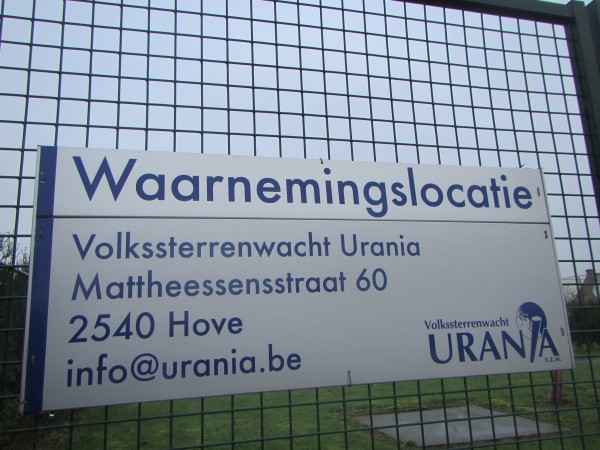 Waarnemingslocatie
Volkssterrenwacht Urania
Mattheessensstraat 60
2540 Hove
info@urania.be
Volkssterrenwacht
URANIA
v.z.w.